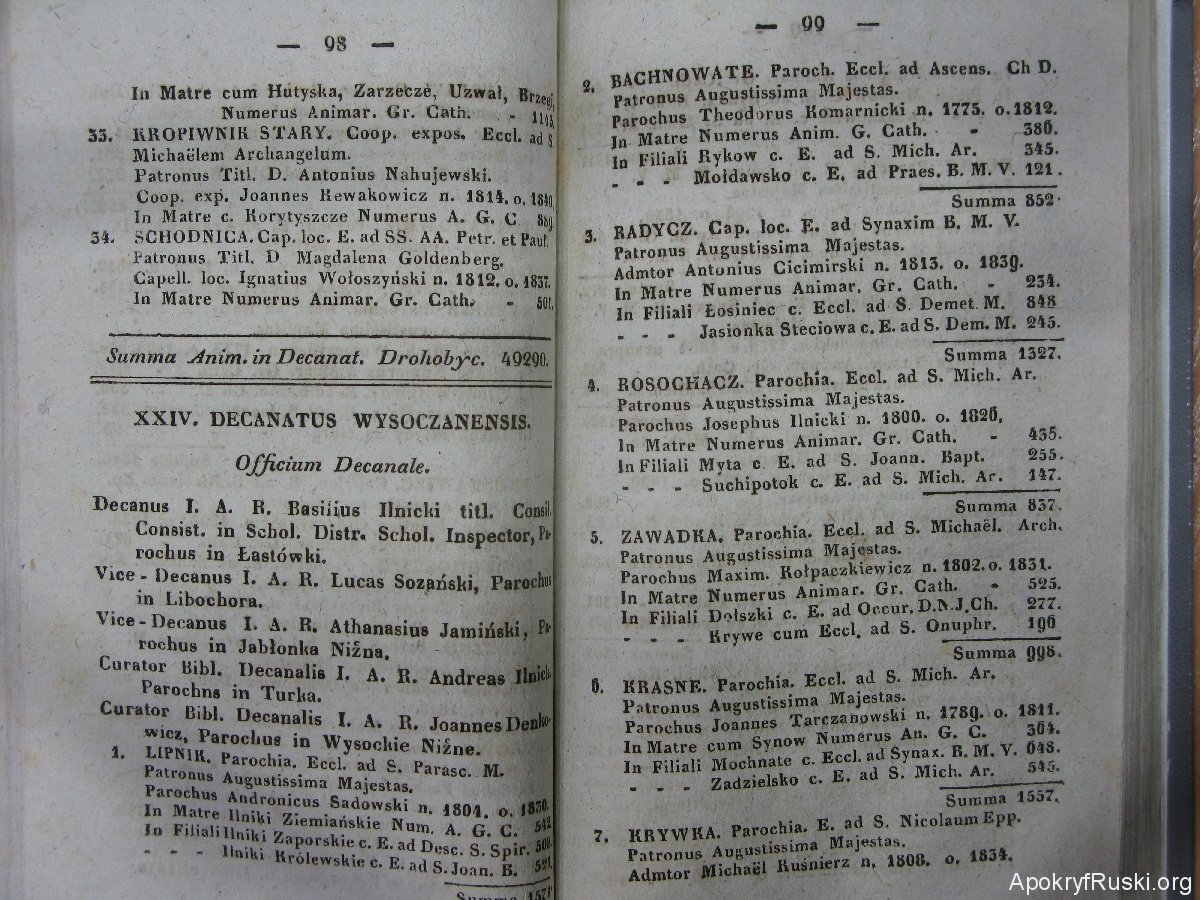 — 98 —
In Matre cum Hutyska, Zarzecze, Uzwał, Brzegi,
Numerus Animar. Gr. Cath. - 1145.
33. KROPIWNIK STARY. Coop. expos. Eccl. ad S.
Michaëlem Archangelum.
Patronus Titl. D. Antonius Nahujewski.
Coop. exp. Joannes Rewakowicz n. 1814. o. 1840.
In Matre c. Korytyszcze Numerus A. G. C. 889.
34. SCHODNICA. Cap. loc. E. ad SS. AA. Petr. et Paul.
Patronus Titl. D Magdalena Goldenberg.
Capell. loc. Ignatius Wołoszyński n. 1812. o. 1837.
In Matre Numerus Animar. Gr. Cath. - 501.
Summa Anim. in Decanat. Drohobyc. 49290.
XXIV. DECANATUS WYSOCZANENSIS.
Officium Decanale.
Decanus I. A. R. Basilius Ilnicki titl. Consil.
Consist. in Schol. Distr. Schol. Inspector, Pa-
rochus in Łastówki.
Vice - Decanus I. A. R. Lucas Sozański, Parochus
in Libochora.
Vice - Decanus I. A. R. Athanasius Jamiński, Pa-
rochus in Jabłonka Niżna.
Curator Bibl. Decanalis I. A. R. Andreas Ilnicki
Parochns in Turka.
Curator Bibl. Decanalis I. A. R. Joannes Denko-
wicz, Parochus in Wysockie Niżne.
1. LIPNIK. Parochia. Eccl. ad S. Parasc. M.
Patronus Augustissima Majestas.
Parochus Andronicus Sadowski n. 1804. o. 1830.
In Matre Ilniki Ziemiańskie Num. A. G. C. 542
In Filiali Ilniki Zaporskie c. E. ad Desc. S. Spir. 508
- - - Ilniki Królewskie c. E. ad S. Joan. B. 521
Summa 1571
— 99 —
2. BACHNOWATE. Paroch. Eccl. ad Ascens. Ch D.
Patronus Augustissima Majestas.
Parochus Theodorus Komarnicki n. 1775. o. 1812.
In Matre Numerus Anim. G. Cath. - 386.
In Filiali Rykow c. E. ad S. Mich. Ar. 345.
- - - Mołdawsko c. E. ad Praes. B. M. V. 121.
Summa 852.
3. RADYCZ. Cap. loc. E. ad Synaxim B. M. V.
Patronus Augustissima Majestas.
Admtor Antonius Cicimirski n. 1813. o. 1839.
In Matre Numerus Animar. Gr. Cath. - 234.
In Filiali Łosiniec c. Eccl. ad S. Demet. M. 848
- - - Jasionka Steciowa c. E. ad S. Dem. M. 245.
Summa 1327.
4. ROSOCHACZ. Parochia. Eccl. ad S. Mich. Ar.
Patronus Augustissima Majestas.
Parochus Josephus Ilnicki n. 1800. o. 1826.
In Matre Numerus Animar. Gr. Cath. - 435.
In Filiali Myta c. E. ad S. Joann. Bapt. 255.
- - - Suchipotok c. E. ad S. Mich. Ar. 147.
Summa 837.
5. ZAWADKA. Parochia. Eccl. ad S. Michaël. Arch.
Patronus Augustissima Majestas.
Parochus Maxim. Kołpaczkiewicz n. 1802. o. 1831.
In Matre Numerus Animar. Gr. Cath. - 525.
In Filiali Dołszki c. E. ad Occur. D. N. J. Ch. 277.
- - - Krywe cum Eccl. ad S. Onuphr. 196
Summa 998.
6. KRASNE. Parochia. Eccl. ad S. Mich. Ar.
Patronus Augustissima Majestas.
Parochus Joannes Tarczanowski n. 1789. o. 1811.
In Matre cum Synow Numerus An. G. C. 364.
In Filiali Mochnate c. Eccl. ad Synax. B. M. V. 648.
- - - Zadzielsko c. E. ad S. Mich. Ar. 545.
Summa 1557.
7. KRYWKA. Parochia. E. ad S. Nicolaum Epp.
Patronus Augustissima Majestas.
Admtor Michaël Kuśnierz n. 1808. o. 1834.
ApokryfRuski.org